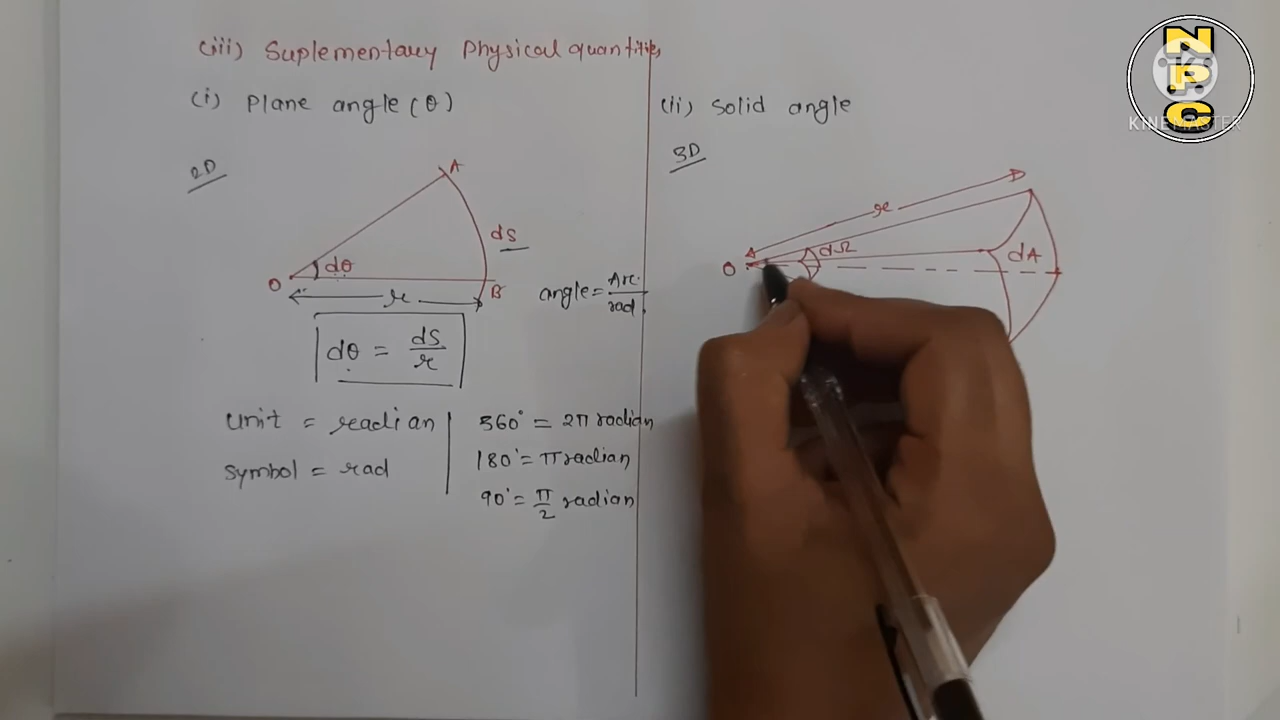 (iii) Suplementary Physical quantities
(i) Plane angle (θ)
2D
A
ds
dθ
O
B
r
angle = Arc / rad
dθ = ds / r
unit = readian
symbol = rad
360° = 2π radian
180° = π radian
90° = π/2 radian
(ii) Solid angle
3D
r
dΩ
dA
O
NPC
KINEMASTER